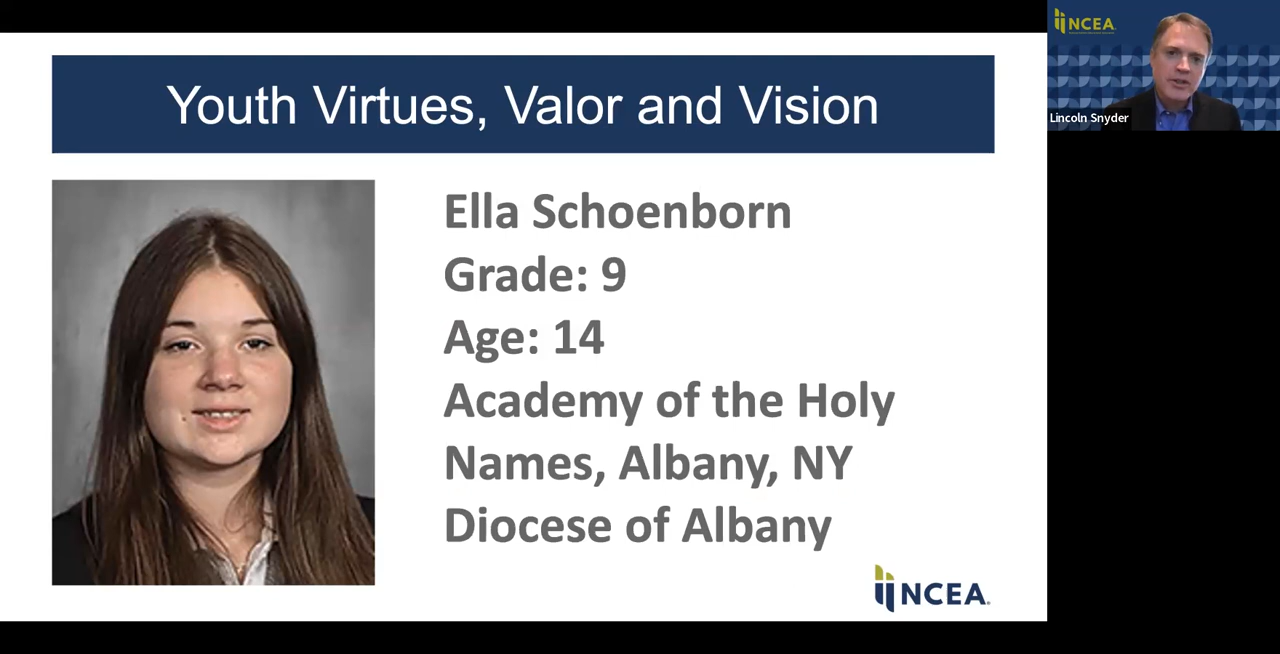 Youth Virtues, Valor and Vision
Ella Schoenborn
Grade: 9
Age: 14
Academy of the Holy
Names, Albany, NY
Diocese of Albany
NCEA
NCEA
Lincoln Snyder